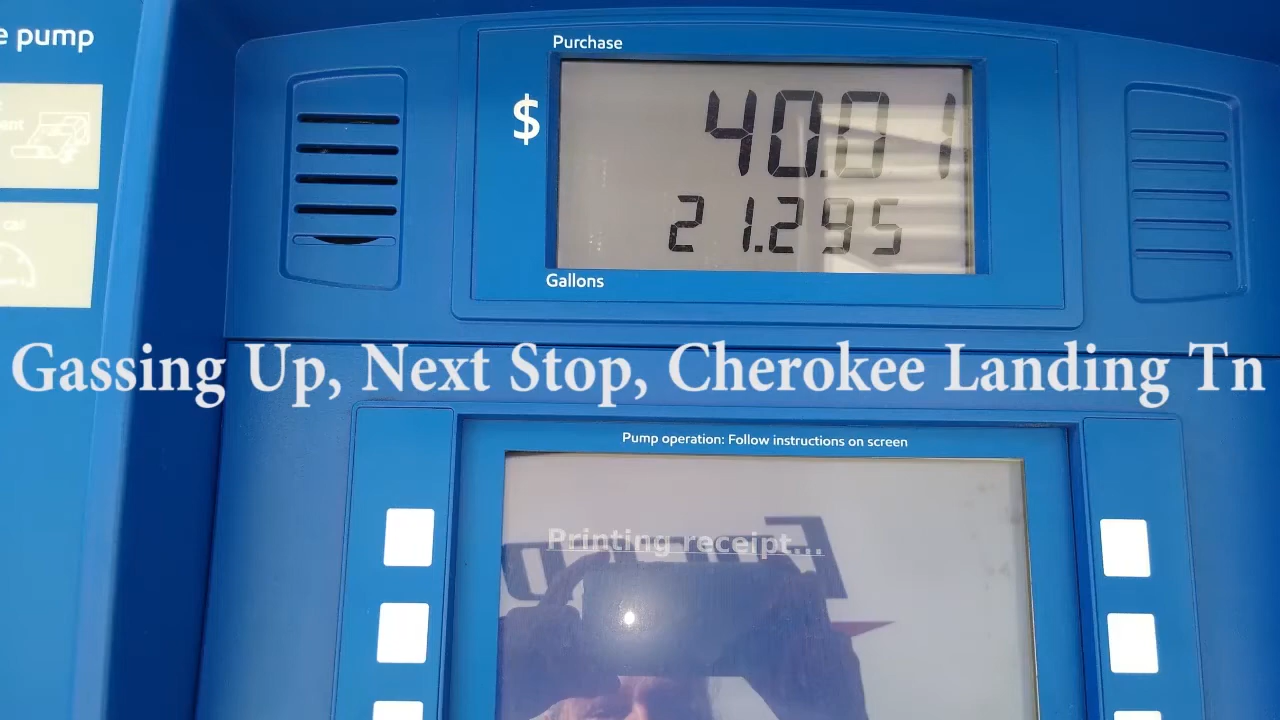 e pump
Purchase
$ 40.01
21.295
Gallons
Gassing Up, Next Stop, Cherokee Landing Tn
Pump operation: Follow instructions on screen
Printing receipt...